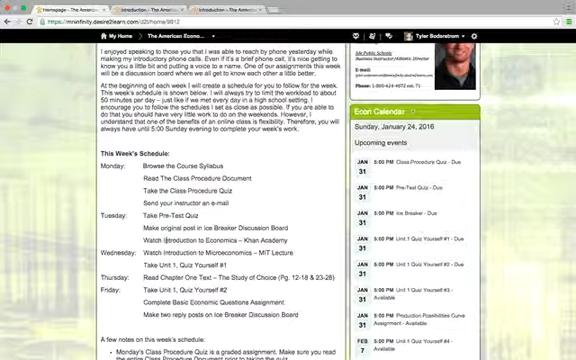 Homepage - The American
Introduction - The American
Introduction - The American
https://mninfinity.desire2learn.com/d2l/home/9812
My Home
The American Econo...
Tyler Boderstrom
I enjoyed speaking to those you that I was able to reach by phone yesterday while
making my introductory phone calls. Even if it's a brief phone call, it's nice getting to
know you a little bit and putting a voice to a name. One of our assignments this week
will be a discussion board where we all get to know each other a little better.
At the beginning of each week I will create a schedule for you to follow for the week.
This week's schedule is shown below. I will always try to limit the workload to about
50 minutes per day – just like if we met every day in a high school setting. I
encourage you to follow the schedules I set as close as possible. If you are able to
do that you should have very little work to do on the weekends. However, I
understand that one of the benefits of an online class is flexibility. Therefore, you will
always have until 5:00 Sunday evening to complete your week's work.
This Week's Schedule:
Monday: Browse the Course Syllabus
Read The Class Procedure Document
Take the Class Procedure Quiz
Send your instructor an e-mail
Tuesday: Take Pre-Test Quiz
Make original post in Ice Breaker Discussion Board
Watch Introduction to Economics – Khan Academy
Wednesday: Watch Introduction to Microeconomics – MIT Lecture
Take Unit 1, Quiz Yourself #1
Thursday: Read Chapter One Text – The Study of Choice (Pg. 12-18 & 23-28)
Friday: Take Unit 1, Quiz Yourself #2
Complete Basic Economic Questions Assignment
Make two reply posts on Ice Breaker Discussion Board
A few notes on this week's schedule:
• Monday's Class Procedure Quiz is a graded assignment. Make sure you read
the entire Class Procedure Document prior to taking the quiz.
Ada Public Schools
E-mail
Econ Calendar
Sunday, January 24, 2016
Upcoming events
JAN 31 5:00 PM Class Procedure Quiz - Due
JAN 31 5:00 PM Pre-Test Quiz - Due
JAN 31 5:00 PM Ice Breaker - Due
JAN 31 5:00 PM Unit 1 Quiz Yourself #1 - Due
JAN 31 5:00 PM Unit 1 Quiz Yourself #2 - Due
JAN 31 5:00 PM Unit 1 Quiz Yourself #3 - Available
JAN 31 5:00 PM Production Possibilities Curve Assignment - Available
FEB 7 5:00 PM Unit 1 Quiz Yourself #4 -